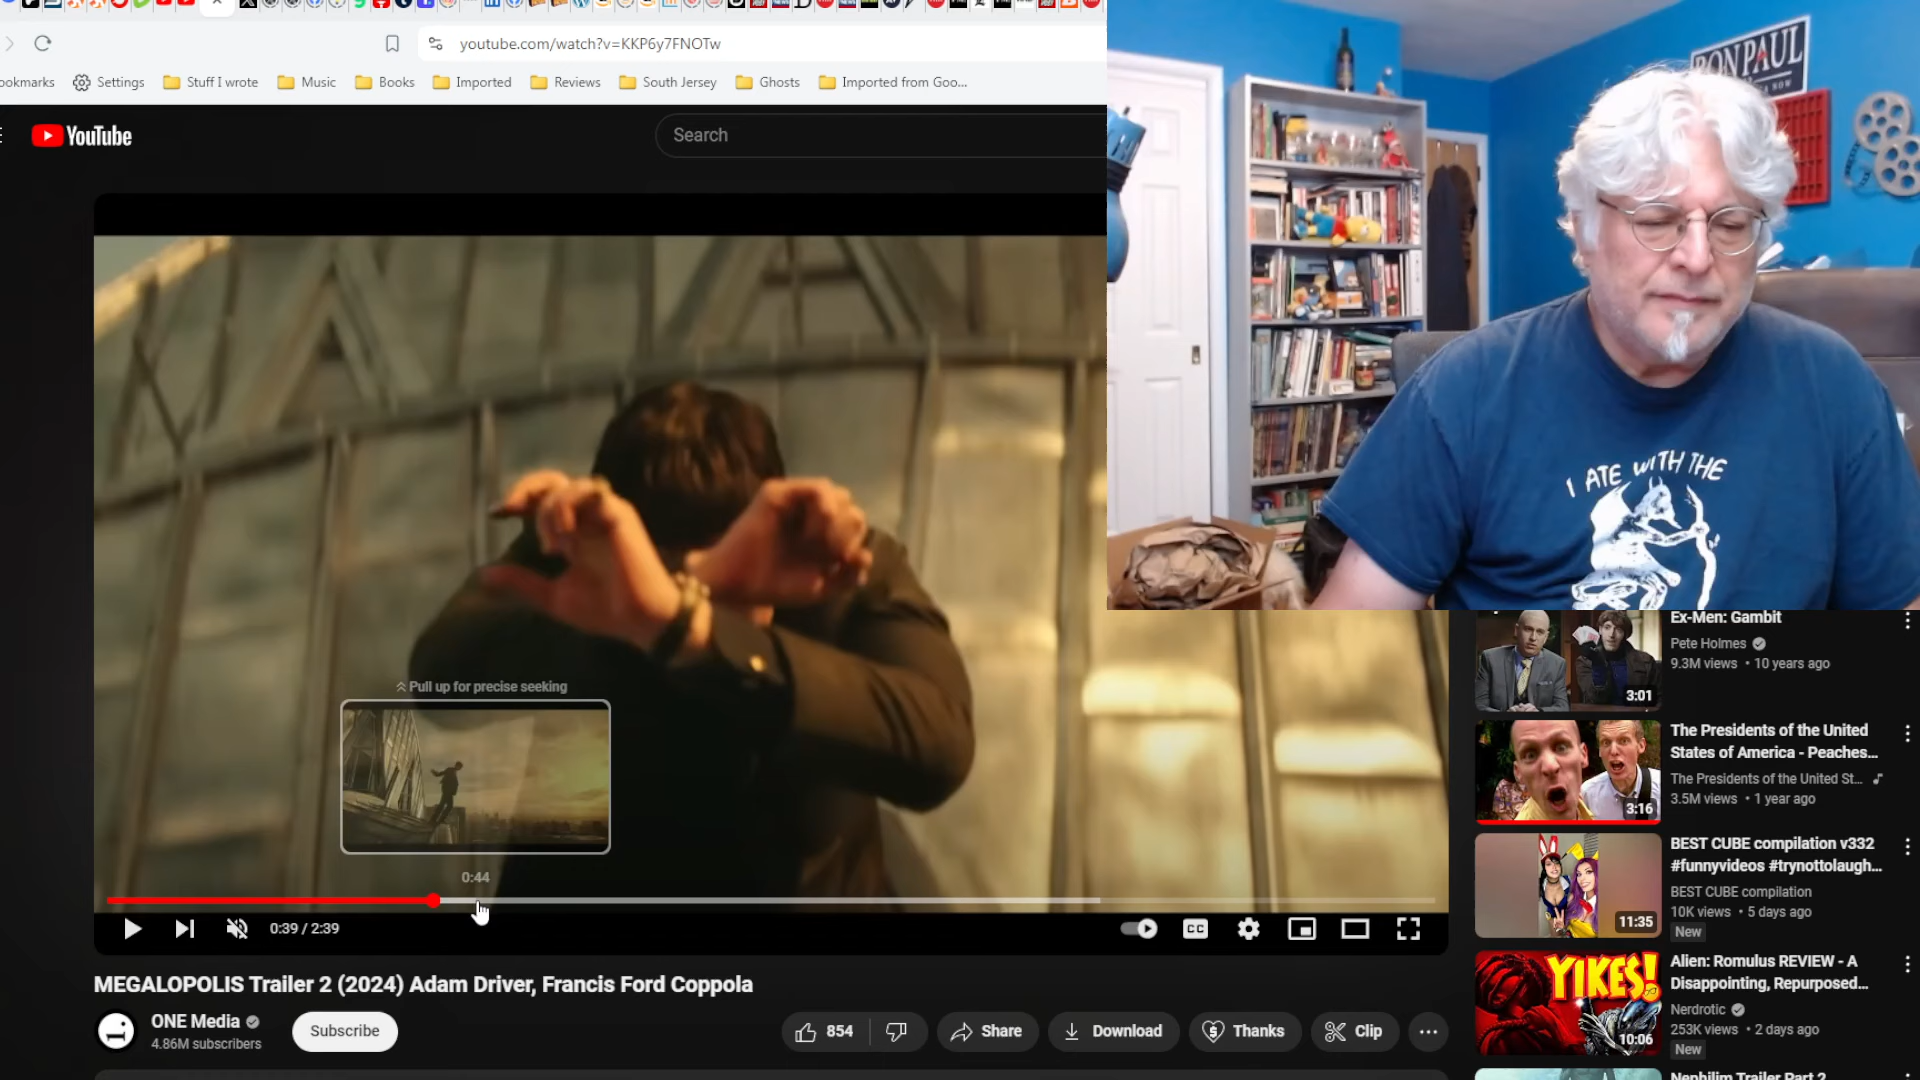 youtube.com/watch?v=KKP6y7FNOTw
ookmarks
Settings
Stuff I wrote
Music
Books
Imported
Reviews
South Jersey
Ghosts
Imported from Goo...
YouTube
Search
RON PAUL
I ATE WITH THE
Pull up for precise seeking
0:44
0:39 / 2:39
CC
MEGALOPOLIS Trailer 2 (2024) Adam Driver, Francis Ford Coppola
ONE Media
4.86M subscribers
Subscribe
854
Share
Download
Thanks
Clip
Ex-Men: Gambit
Pete Holmes
9.3M views • 10 years ago
3:01
The Presidents of the United
States of America - Peaches...
The Presidents of the United St...
3.5M views • 1 year ago
3:16
BEST CUBE compilation v332
#funnyvideos #trynottolaugh...
BEST CUBE compilation
10K views • 5 days ago
New
11:35
Alien: Romulus REVIEW - A
Disappointing, Repurposed...
Nerdrotic
253K views • 2 days ago
New
YIKES!
10:06
Nephilim Trailer Part 2